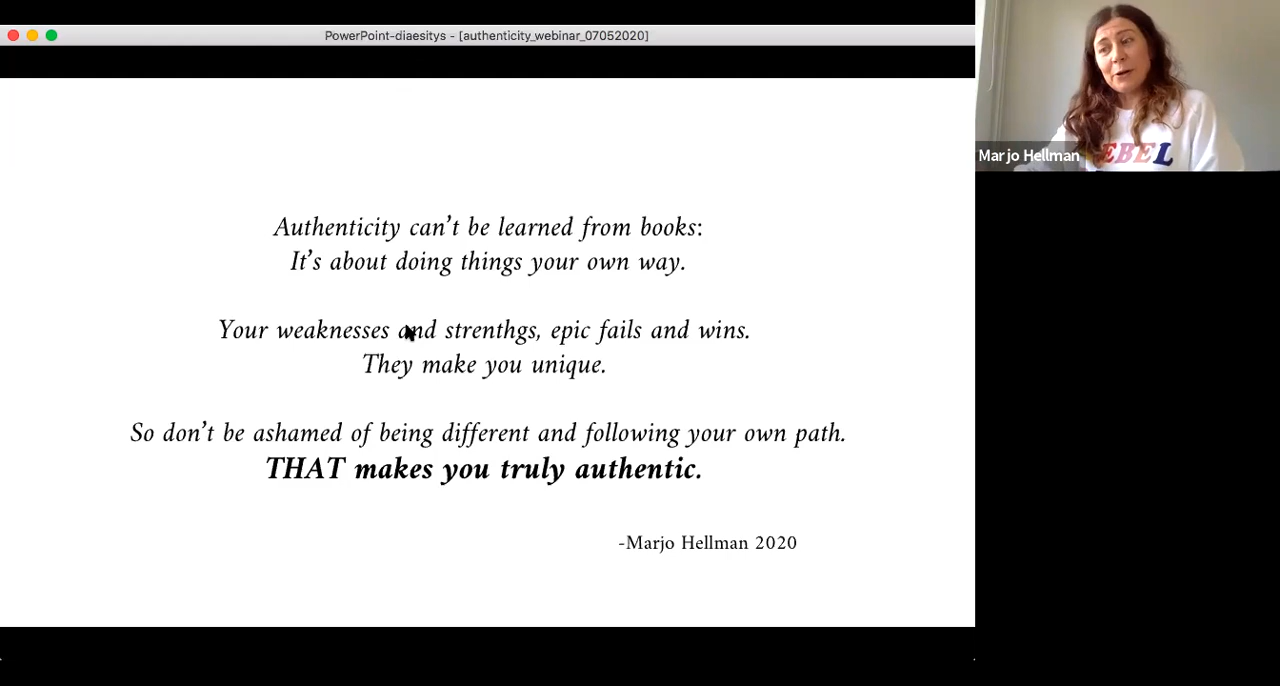 PowerPoint-diaesitys - [authenticity_webinar_07052020]
Authenticity can’t be learned from books:
It’s about doing things your own way.
Your weaknesses and strenthgs, epic fails and wins.
They make you unique.
So don’t be ashamed of being different and following your own path.
THAT makes you truly authentic.
-Marjo Hellman 2020
Marjo Hellman
EBEL